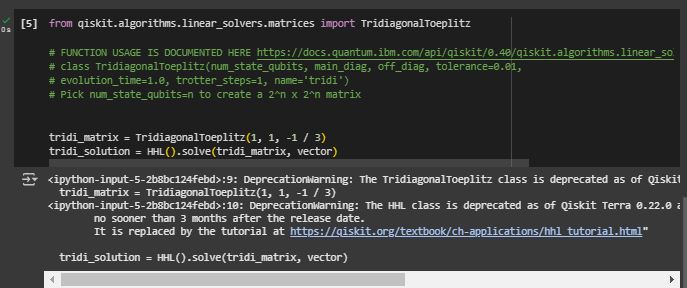 [5] from qiskit.algorithms.linear_solvers.matrices import TridiagonalToeplitz
0s
# FUNCTION USAGE IS DOCUMENTED HERE https://docs.quantum.ibm.com/api/qiskit/0.40/qiskit.algorithms.linear_so
# class TridiagonalToeplitz(num_state_qubits, main_diag, off_diag, tolerance=0.01,
# evolution_time=1.0, trotter_steps=1, name='tridi')
# Pick num_state_qubits=n to create a 2^n x 2^n matrix
tridi_matrix = TridiagonalToeplitz(1, 1, -1 / 3)
tridi_solution = HHL().solve(tridi_matrix, vector)
<ipython-input-5-2b8bc124febd>:9: DeprecationWarning: The TridiagonalToeplitz class is deprecated as of Qiskit
tridi_matrix = TridiagonalToeplitz(1, 1, -1 / 3)
<ipython-input-5-2b8bc124febd>:10: DeprecationWarning: The HHL class is deprecated as of Qiskit Terra 0.22.0 a
no sooner than 3 months after the release date.
It is replaced by the tutorial at https://qiskit.org/textbook/ch-applications/hhl_tutorial.html"
tridi_solution = HHL().solve(tridi_matrix, vector)